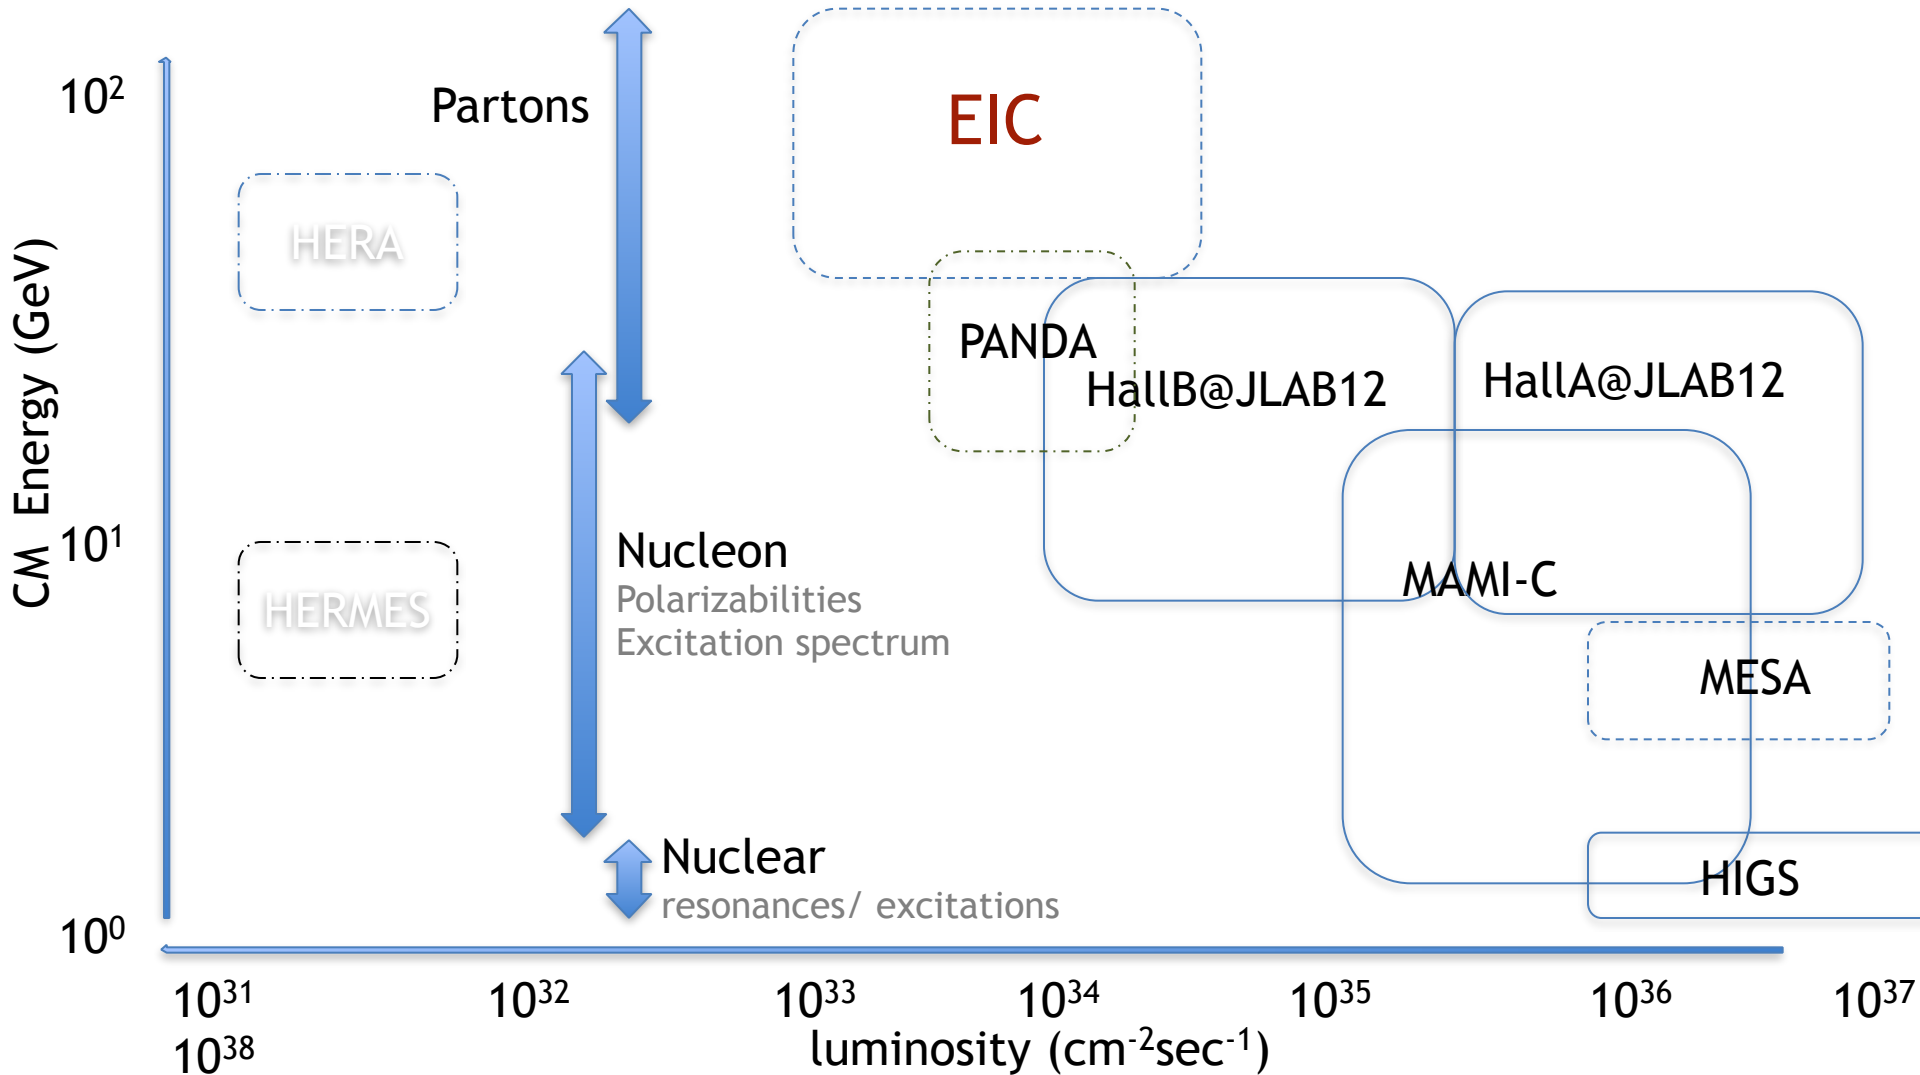 10²
Partons
EIC
HERA
CM Energy (GeV)
PANDA
HallB@JLAB12
HallA@JLAB12
10¹
Nucleon
Polarizabilities
Excitation spectrum
HERMES
MAMI-C
MESA
Nuclear
resonances/ excitations
HIGS
10⁰
10³¹ 10³² 10³³ 10³⁴ 10³⁵ 10³⁶ 10³⁷
10³⁸
luminosity (cm⁻²sec⁻¹)